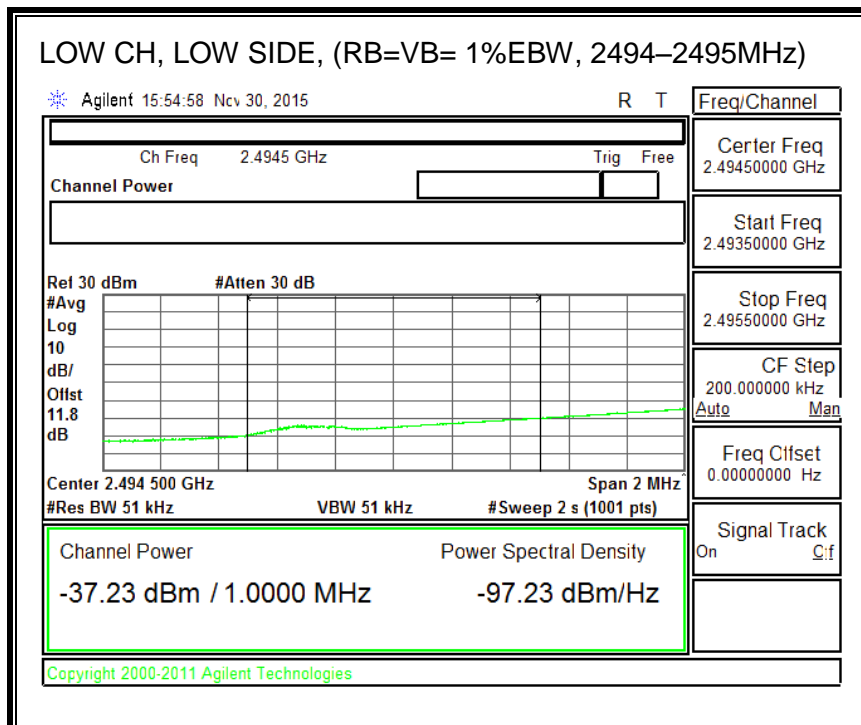 LOW CH, LOW SIDE, (RB=VB= 1%EBW, 2494–2495MHz)
Agilent 15:54:58 Nov 30, 2015 R T
Freq/Channel
Ch Freq 2.4945 GHz Trig Free
Channel Power
Center Freq
2.49450000 GHz
Start Freq
2.49350000 GHz
Stop Freq
2.49550000 GHz
CF Step
200.000000 kHz
Auto Man
Freq Offset
0.00000000 Hz
Signal Track
On Off
Ref 30 dBm #Atten 30 dB
#Avg
Log
10
dB/
Offst
11.8
dB
Center 2.494 500 GHz Span 2 MHz
#Res BW 51 kHz VBW 51 kHz #Sweep 2 s (1001 pts)
Channel Power Power Spectral Density
-37.23 dBm / 1.0000 MHz -97.23 dBm/Hz
Copyright 2000-2011 Agilent Technologies